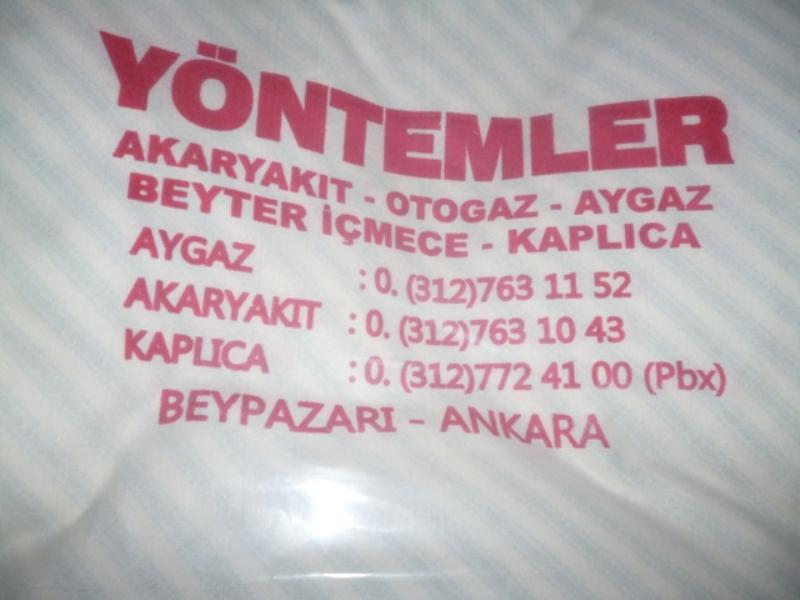 YÖNTEMLER
AKARYAKIT - OTOGAZ - AYGAZ
BEYTER İÇMECE - KAPLICA
AYGAZ : 0. (312)763 11 52
AKARYAKIT : 0. (312)763 10 43
KAPLICA : 0. (312)772 41 00 (Pbx)
BEYPAZARI - ANKARA